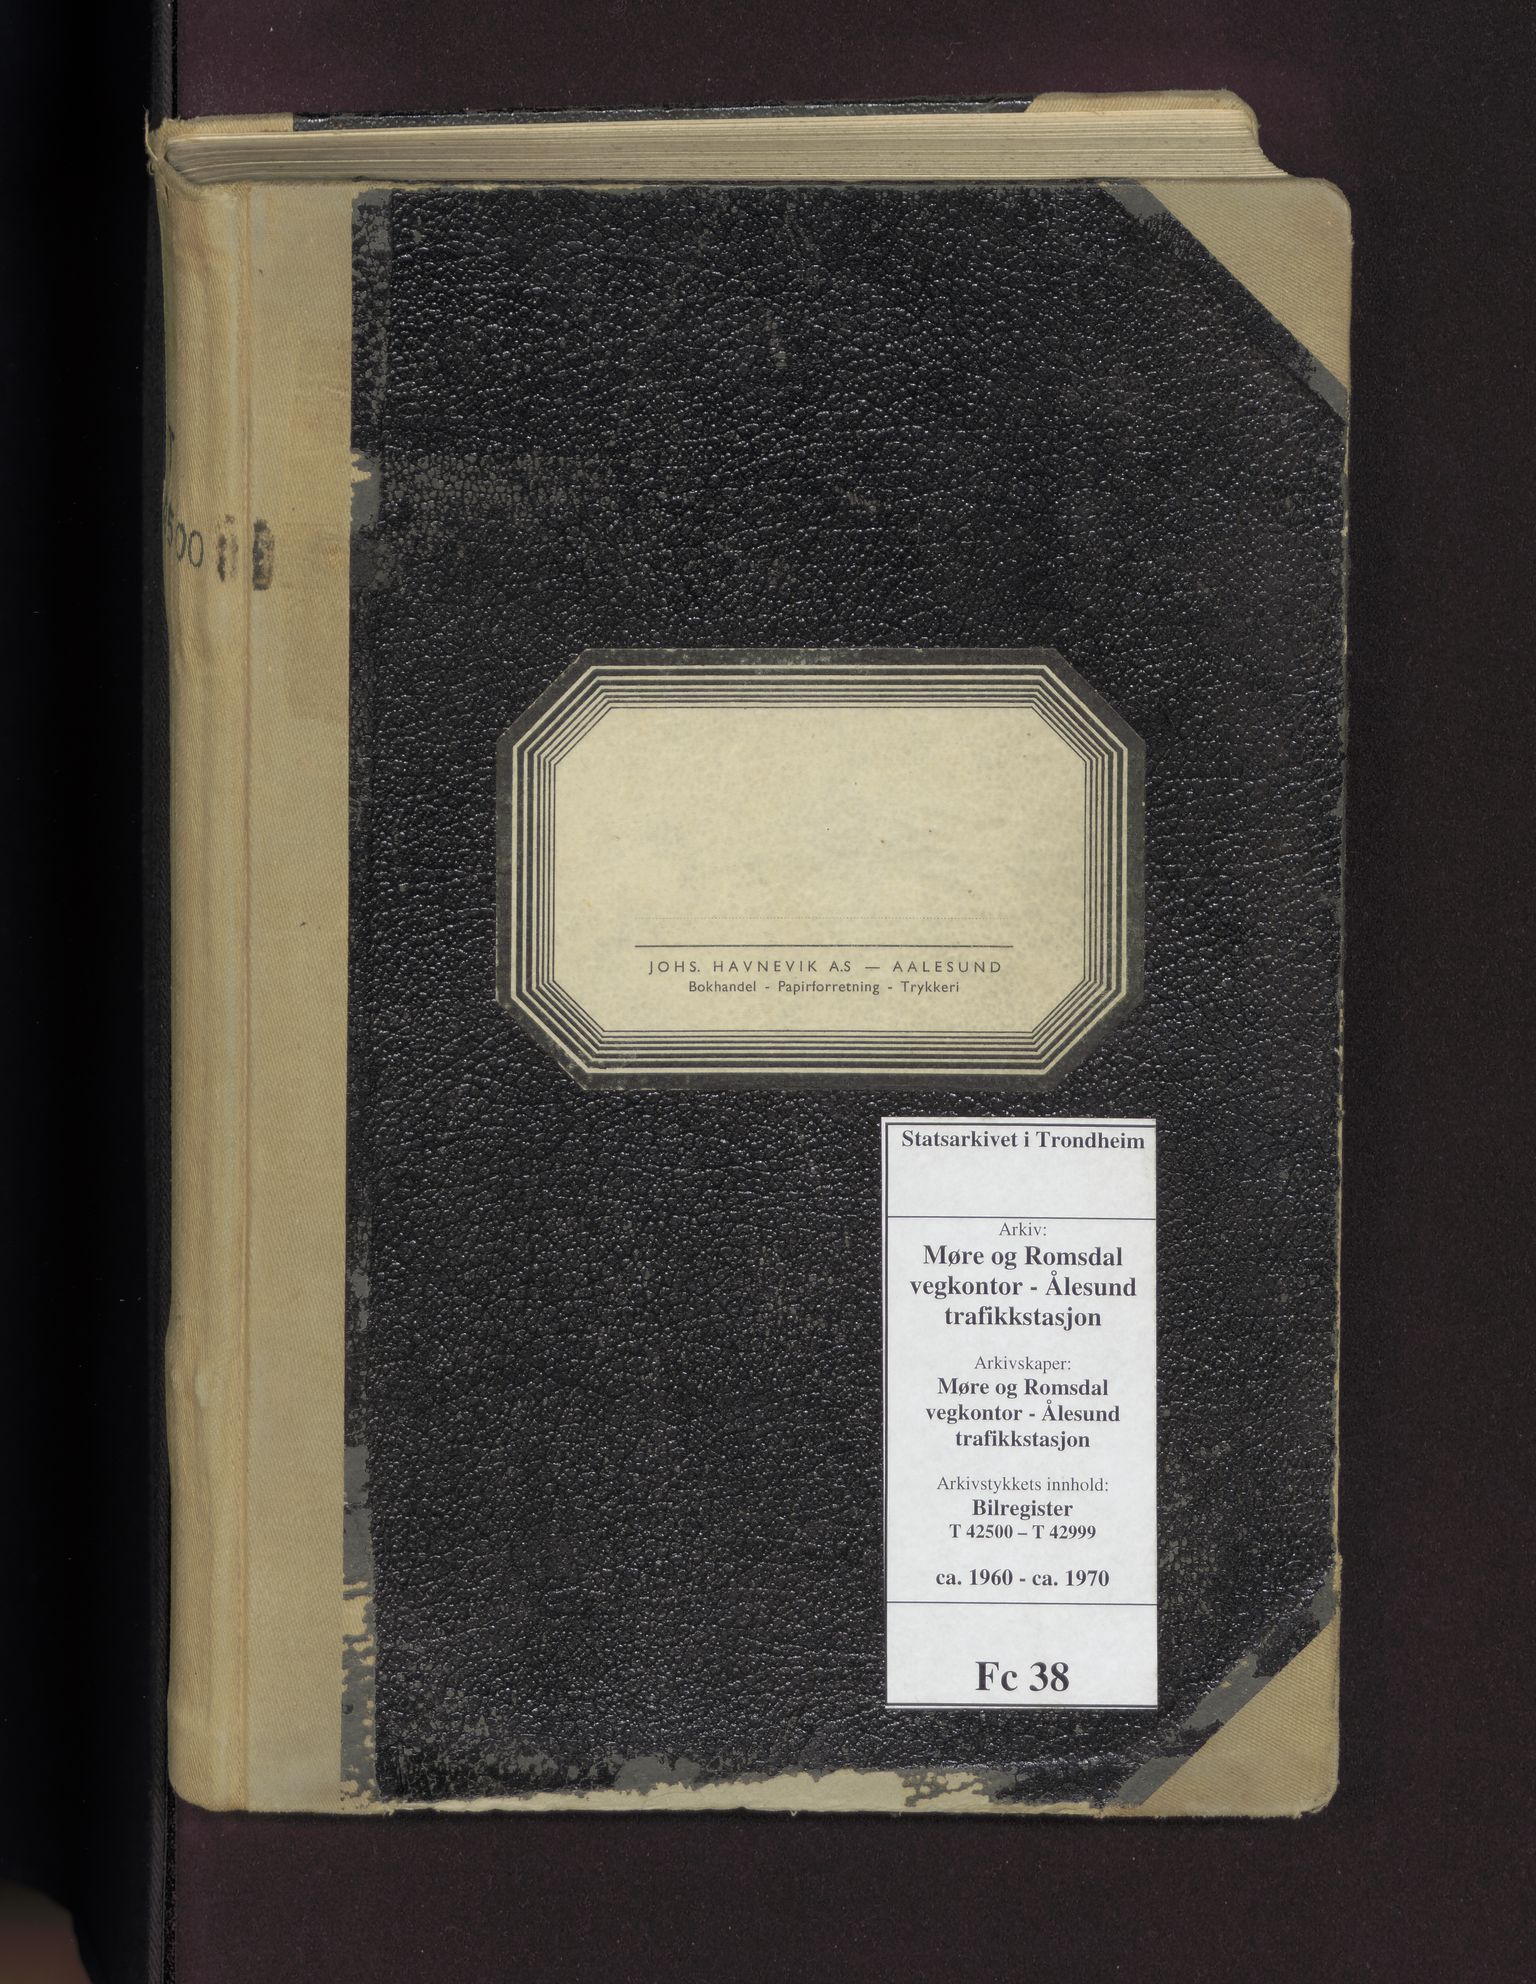 T
500
JOHS. HAVNEVIK A.S — AALESUND
Bokhandel - Papirforretning - Trykkeri
Statsarkivet i Trondheim
Arkiv:
Møre og Romsdal
vegkontor - Ålesund
trafikkstasjon
Arkivskaper:
Møre og Romsdal
vegkontor - Ålesund
trafikkstasjon
Arkivstykkets innhold:
Bilregister
T 42500 – T 42999
ca. 1960 - ca. 1970
Fc 38